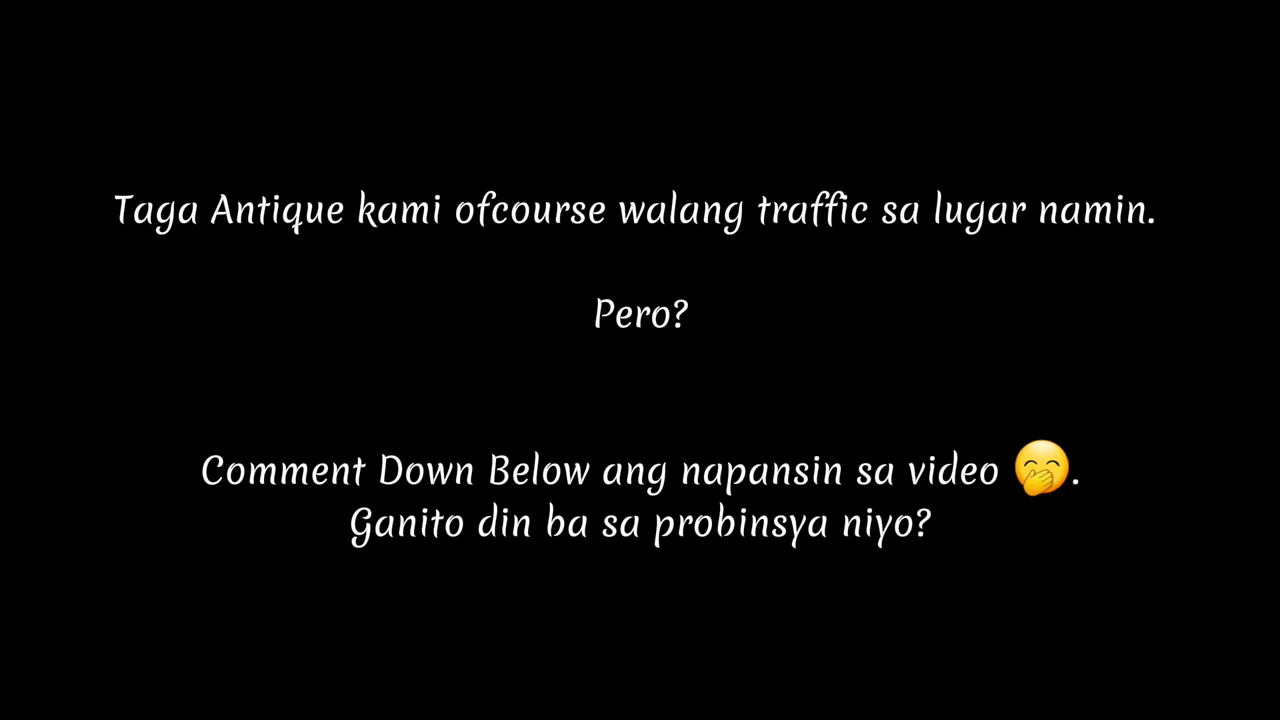 Taga Antique kami ofcourse walang traffic sa lugar namin.
Pero?
Comment Down Below ang napansin sa video 🤭.
Ganito din ba sa probinsya niyo?